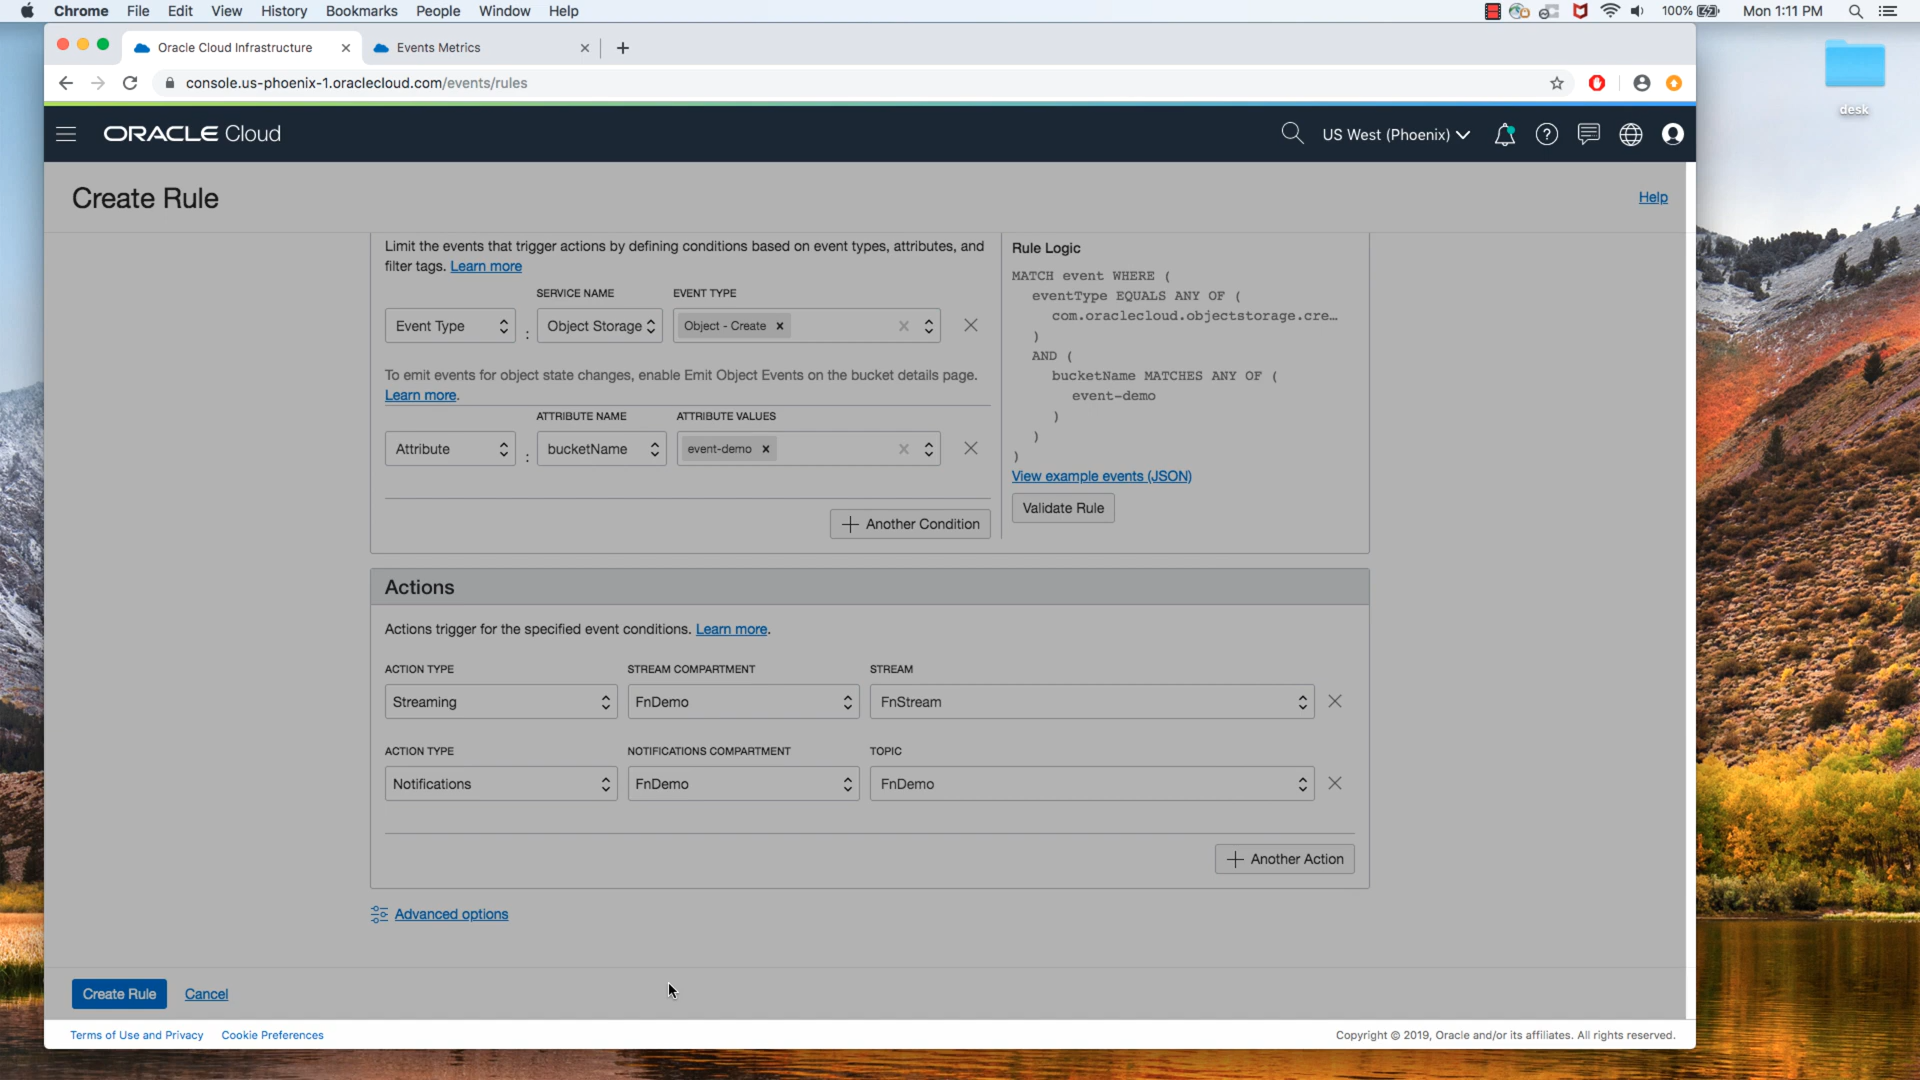 Chrome File Edit View History Bookmarks People Window Help 100% Mon 1:11 PM
Oracle Cloud Infrastructure Events Metrics
console.us-phoenix-1.oraclecloud.com/events/rules
desk
ORACLE Cloud US West (Phoenix)
Create Rule Help
Limit the events that trigger actions by defining conditions based on event types, attributes, and
filter tags. Learn more
SERVICE NAME EVENT TYPE
Event Type : Object Storage Object - Create
To emit events for object state changes, enable Emit Object Events on the bucket details page.
Learn more.
ATTRIBUTE NAME ATTRIBUTE VALUES
Attribute : bucketName event-demo
Another Condition
Rule Logic
MATCH event WHERE (
eventType EQUALS ANY OF (
com.oraclecloud.objectstorage.cre…
)
AND (
bucketName MATCHES ANY OF (
event-demo
)
)
)
View example events (JSON)
Validate Rule
Actions
Actions trigger for the specified event conditions. Learn more.
ACTION TYPE STREAM COMPARTMENT STREAM
Streaming FnDemo FnStream
ACTION TYPE NOTIFICATIONS COMPARTMENT TOPIC
Notifications FnDemo FnDemo
Another Action
Advanced options
Create Rule Cancel
Terms of Use and Privacy Cookie Preferences Copyright © 2019, Oracle and/or its affiliates. All rights reserved.